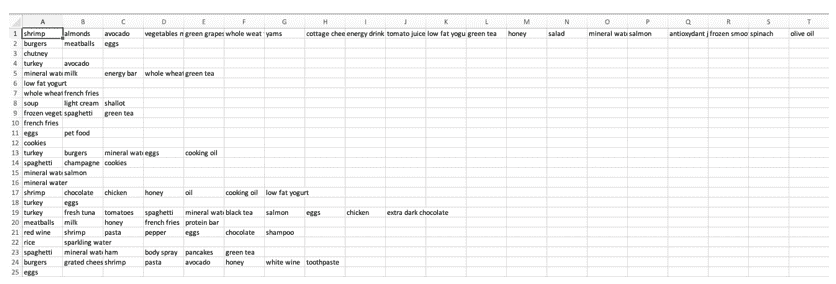 A B C D E F G H I J K L M N O P Q R S T
1 shrimp almonds avocado vegetables n green grapes whole weat yams cottage chee energy drink tomato juice low fat yogu green tea honey salad mineral wate salmon antioxydant j frozen smoo spinach olive oil
2 burgers meatballs eggs
3 chutney
4 turkey avocado
5 mineral wate milk energy bar whole wheat green tea
6 low fat yogurt
7 whole wheat french fries
8 soup light cream shallot
9 frozen veget spaghetti green tea
10 french fries
11 eggs pet food
12 cookies
13 turkey burgers mineral wate eggs cooking oil
14 spaghetti champagne cookies
15 mineral wate salmon
16 mineral water
17 shrimp chocolate chicken honey oil cooking oil low fat yogurt
18 turkey eggs
19 turkey fresh tuna tomatoes spaghetti mineral wate black tea salmon eggs chicken extra dark chocolate
20 meatballs milk honey french fries protein bar
21 red wine shrimp pasta pepper eggs chocolate shampoo
22 rice sparkling water
23 spaghetti mineral wate ham body spray pancakes green tea
24 burgers grated chees shrimp pasta avocado honey white wine toothpaste
25 eggs